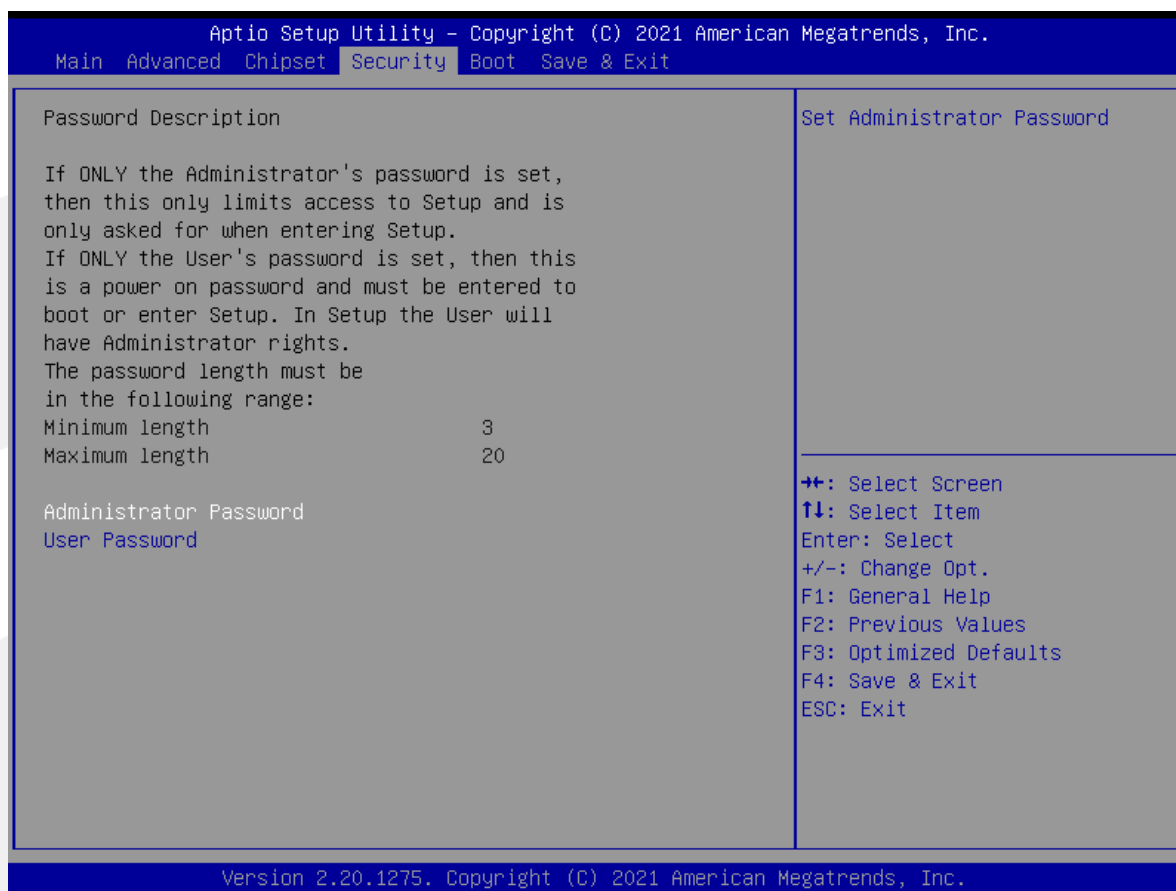 Aptio Setup Utility – Copyright (C) 2021 American Megatrends, Inc.
Main Advanced Chipset Security Boot Save & Exit
Password Description
If ONLY the Administrator's password is set,
then this only limits access to Setup and is
only asked for when entering Setup.
If ONLY the User's password is set, then this
is a power on password and must be entered to
boot or enter Setup. In Setup the User will
have Administrator rights.
The password length must be
in the following range:
Minimum length 3
Maximum length 20
Administrator Password
User Password
Set Administrator Password
→←: Select Screen
↑↓: Select Item
Enter: Select
+/-: Change Opt.
F1: General Help
F2: Previous Values
F3: Optimized Defaults
F4: Save & Exit
ESC: Exit
Version 2.20.1275. Copyright (C) 2021 American Megatrends, Inc.